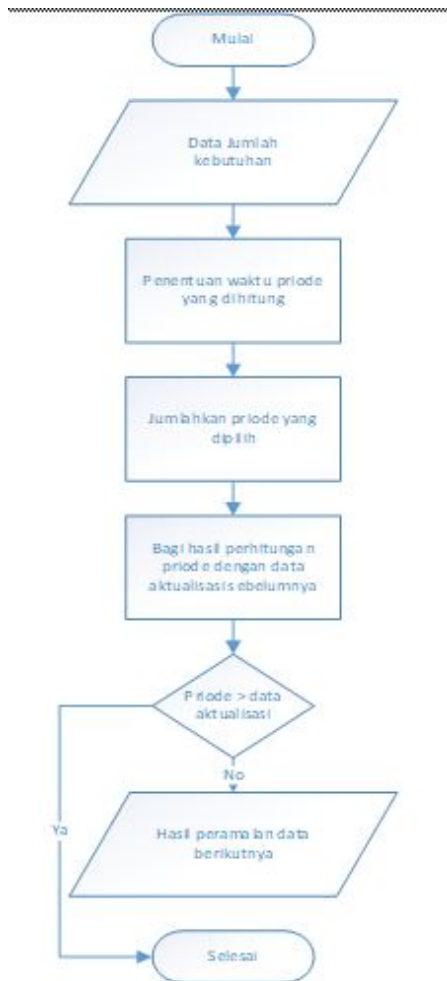 Mulai
Data Jumlah
kebutuhan
Penentuan waktu priode
yang dihitung
Jumlahkan priode yang
dipilih
Bagi hasil perhitungan
priode dengan data
aktualisasi sebelumnya
Priode > data
aktualisasi
No
Ya
Hasil peramalan data
berikutnya
Selesai